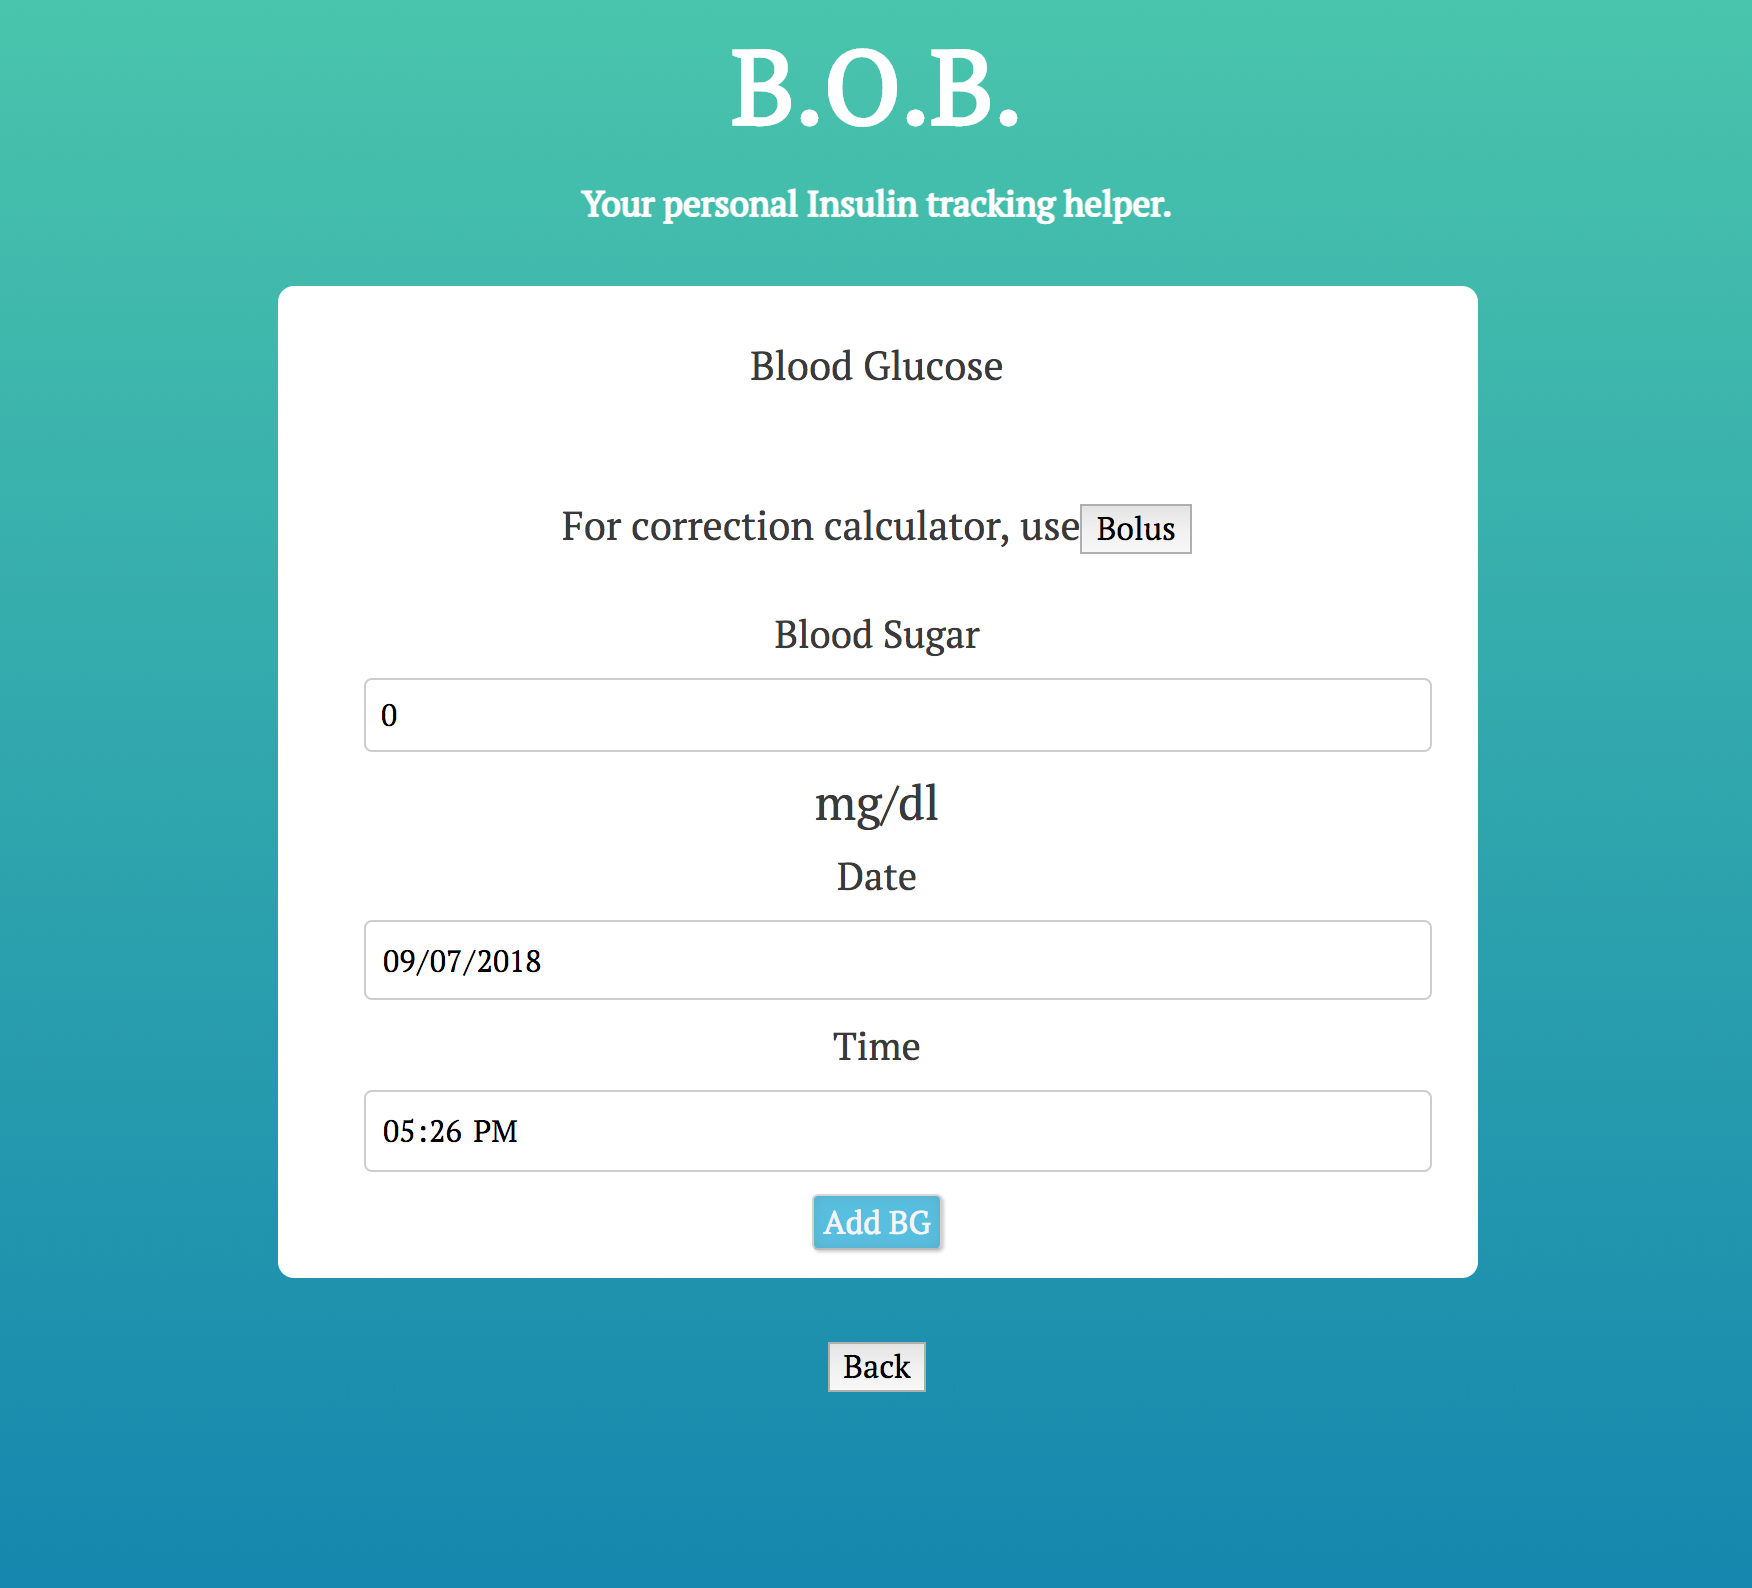 B.O.B.
Your personal Insulin tracking helper.
Blood Glucose
For correction calculator, use Bolus
Blood Sugar
0
mg/dl
Date
09/07/2018
Time
05:26 PM
Add BG
Back